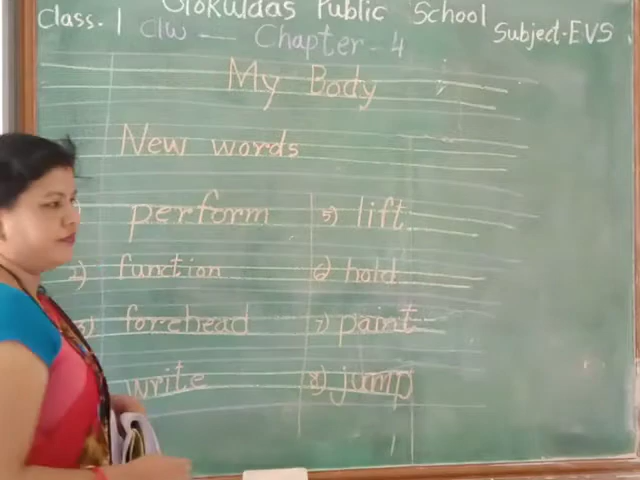 Gokuldas Public School
Class. 1 C/W — Chapter - 4 Subject. EVS
My Body
New words
perform 5) lift
2) function 6) hold
3) forehead 7) paint
write 8) jump